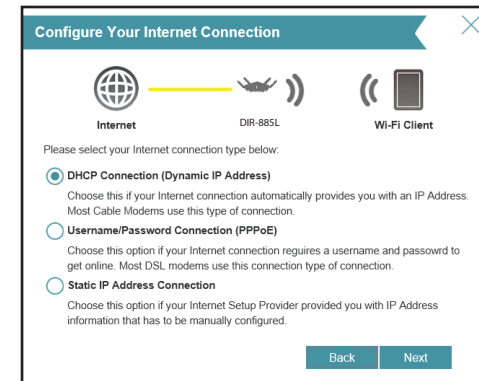 Configure Your Internet Connection
Internet
DIR-885L
Wi-Fi Client
Please select your Internet connection type below:
DHCP Connection (Dynamic IP Address)
Choose this if your Internet connection automatically provides you with an IP Address.
Most Cable Modems use this type of connection.
Username/Password Connection (PPPoE)
Choose this option if your Internet connection requires a username and passowrd to
get online. Most DSL modems use this connection type of connection.
Static IP Address Connection
Choose this option if your Internet Setup Provider provided you with IP Address
information that has to be manually configured.
Back
Next